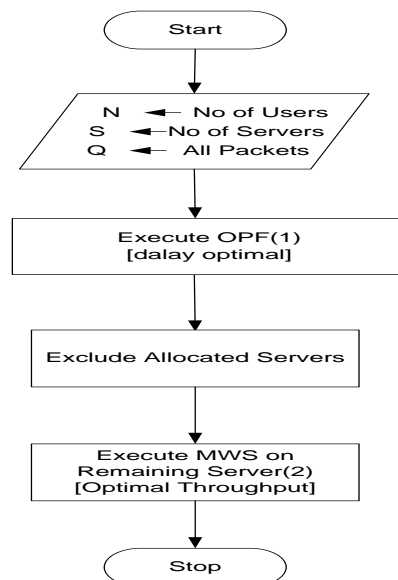 Start
N ← No of Users
S ← No of Servers
Q ← All Packets
Execute OPF(1)
[dalay optimal]
Exclude Allocated Servers
Execute MWS on
Remaining Server(2)
[Optimal Throughput]
Stop